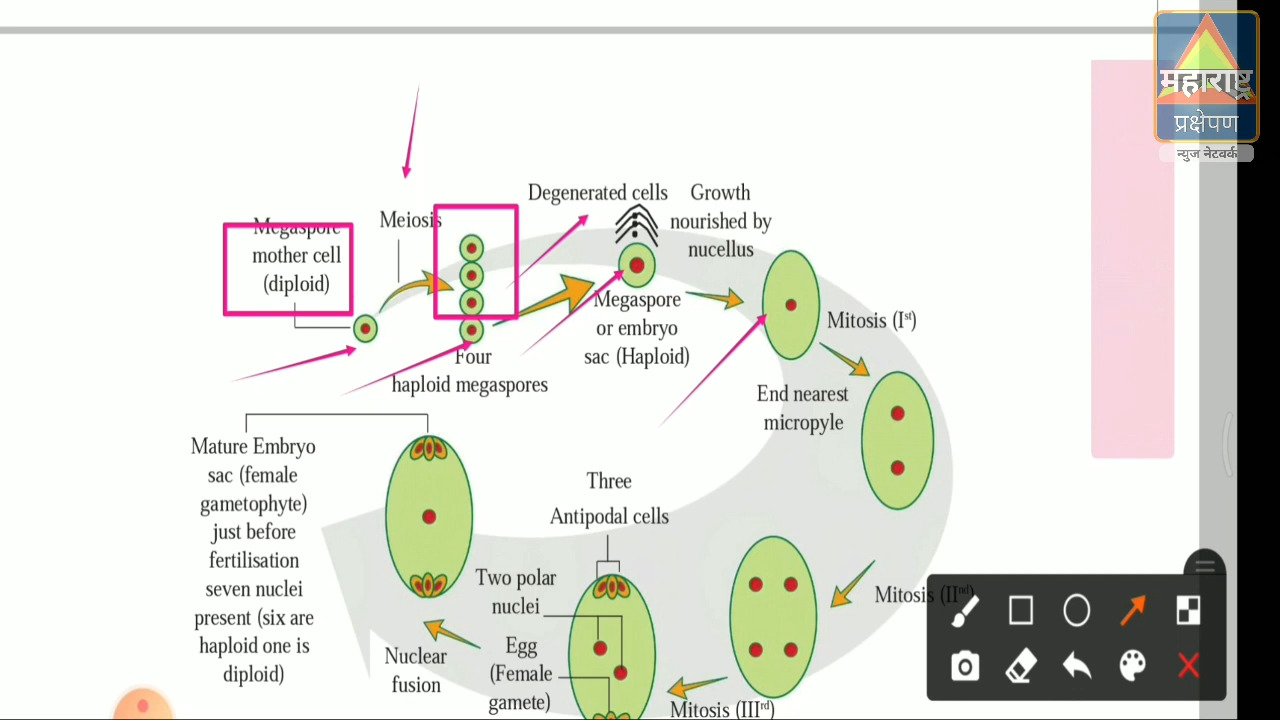 महाराष्ट्र
प्रक्षेपण
न्युज नेटवर्क
Degenerated cells
Growth
nourished by
nucellus
Meiosis
Megaspore
mother cell
(diploid)
Megaspore
or embryo
sac (Haploid)
Mitosis (Ist)
Four
haploid megaspores
End nearest
micropyle
Mature Embryo
sac (female
gametophyte)
just before
fertilisation
seven nuclei
present (six are
haploid one is
diploid)
Three
Antipodal cells
Two polar
nuclei
Mitosis (IInd)
Egg
(Female
gamete)
Nuclear
fusion
Mitosis (IIIrd)